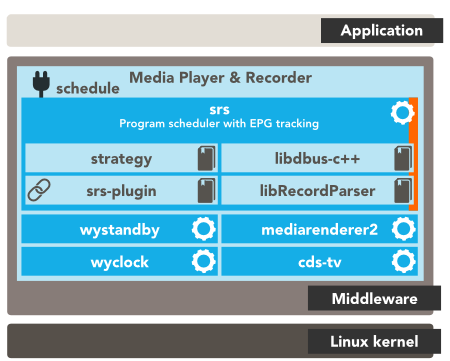 Application
Media Player & Recorder
schedule
srs
Program scheduler with EPG tracking
strategy
libdbus-c++
srs-plugin
libRecordParser
wystandby
mediarenderer2
wyclock
cds-tv
Middleware
Linux kernel